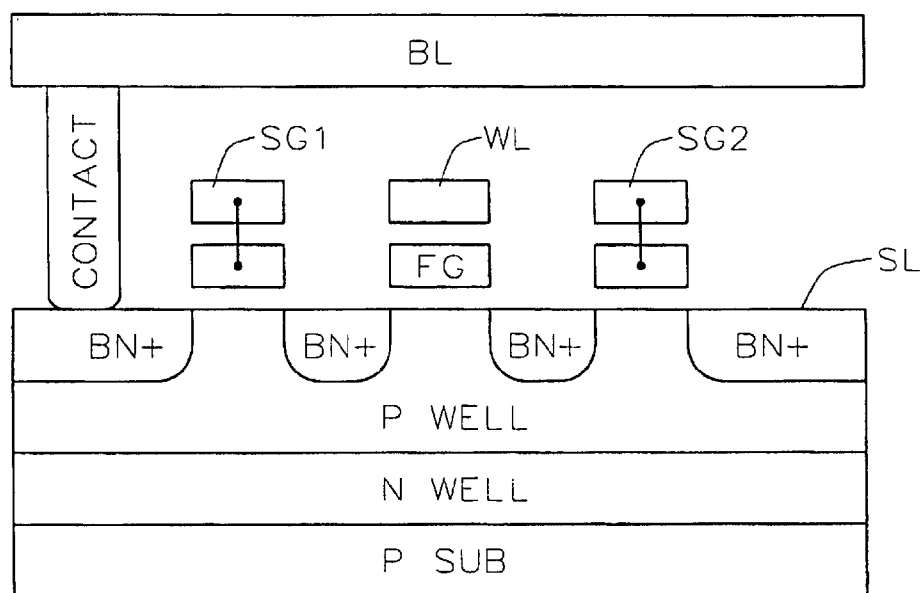 BL
CONTACT
SG1
WL
SG2
FG
SL
BN+
BN+
BN+
BN+
P WELL
N WELL
P SUB